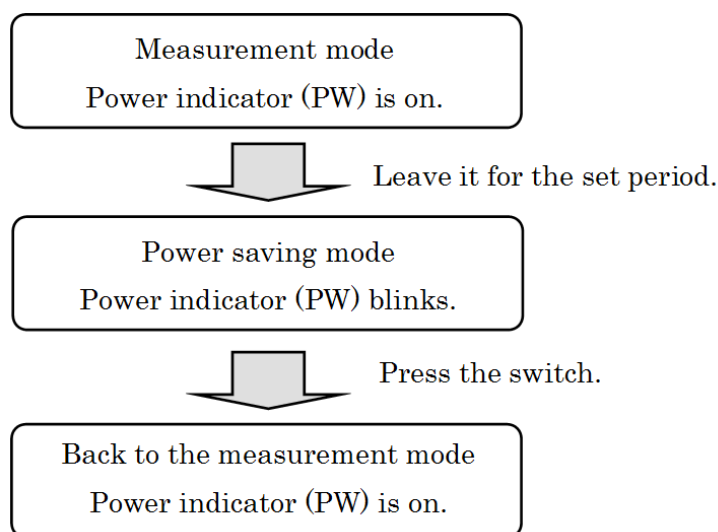 Measurement mode
Power indicator (PW) is on.
Leave it for the set period.
Power saving mode
Power indicator (PW) blinks.
Press the switch.
Back to the measurement mode
Power indicator (PW) is on.